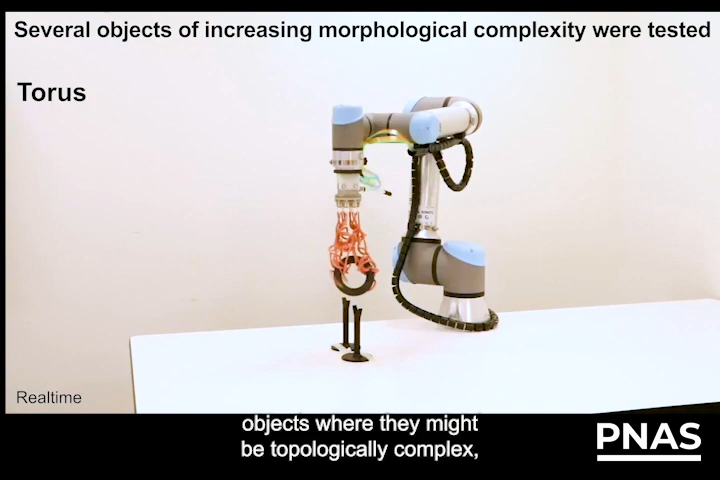 Several objects of increasing morphological complexity were tested
Torus
Realtime
objects where they might
be topologically complex,
PNAS